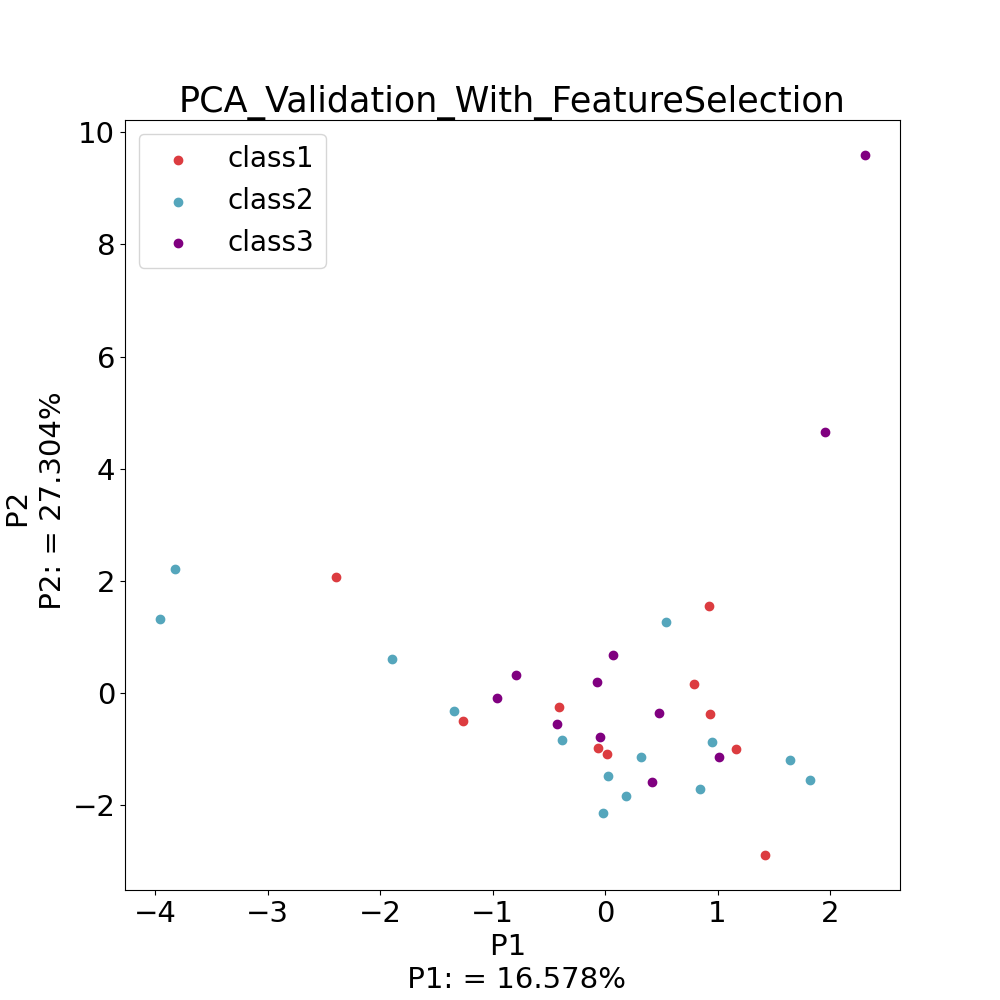 PCA_Validation_With_FeatureSelection
class1
class2
class3
10
8
6
4
2
0
−2
P2
P2: = 27.304%
−4
−3
−2
−1
0
1
2
P1
P1: = 16.578%